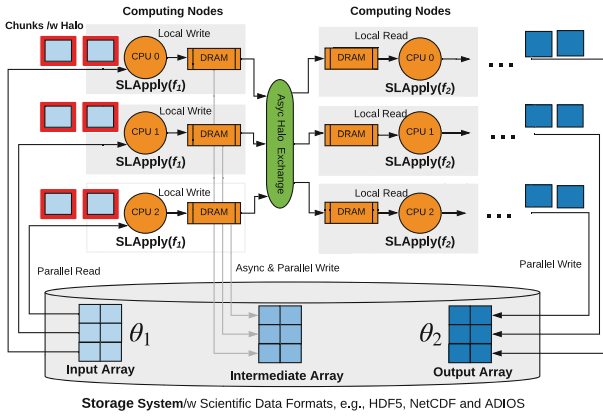 Computing Nodes
Computing Nodes
Chunks /w Halo
Local Write
CPU 0
DRAM
SLApply(f₁)
Local Read
DRAM
CPU 0
SLApply(f₂)
...
Local Write
CPU 1
DRAM
SLApply(f₁)
Asyc Halo Exchange
Local Read
DRAM
CPU 1
SLApply(f₂)
...
Local Write
CPU 2
DRAM
SLApply(f₁)
Local Read
DRAM
CPU 2
SLApply(f₂)
...
Parallel Read
Async & Parallel Write
Parallel Write
θ₁
θ₂
Input Array
Intermediate Array
Output Array
Storage System/w Scientific Data Formats, e.g., HDF5, NetCDF and ADIOS